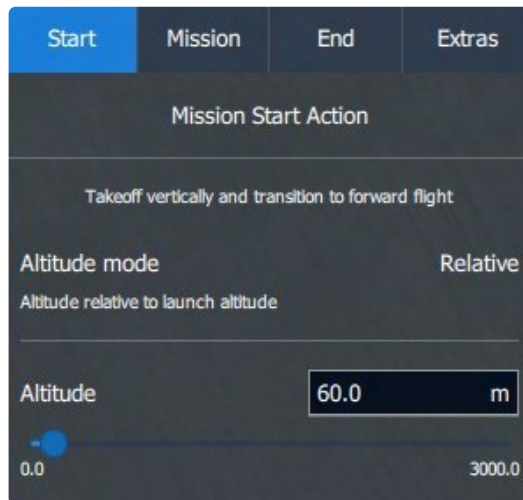 Start Mission End Extras
Mission Start Action
Takeoff vertically and transition to forward flight
Altitude mode Relative
Altitude relative to launch altitude
Altitude 60.0 m
0.0 3000.0